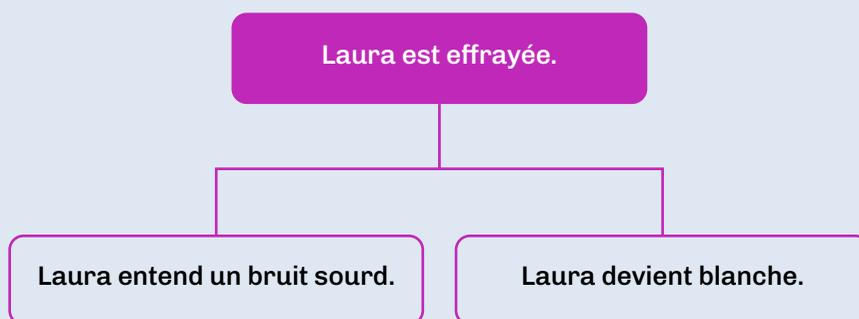 Laura est effrayée.
Laura entend un bruit sourd.
Laura devient blanche.